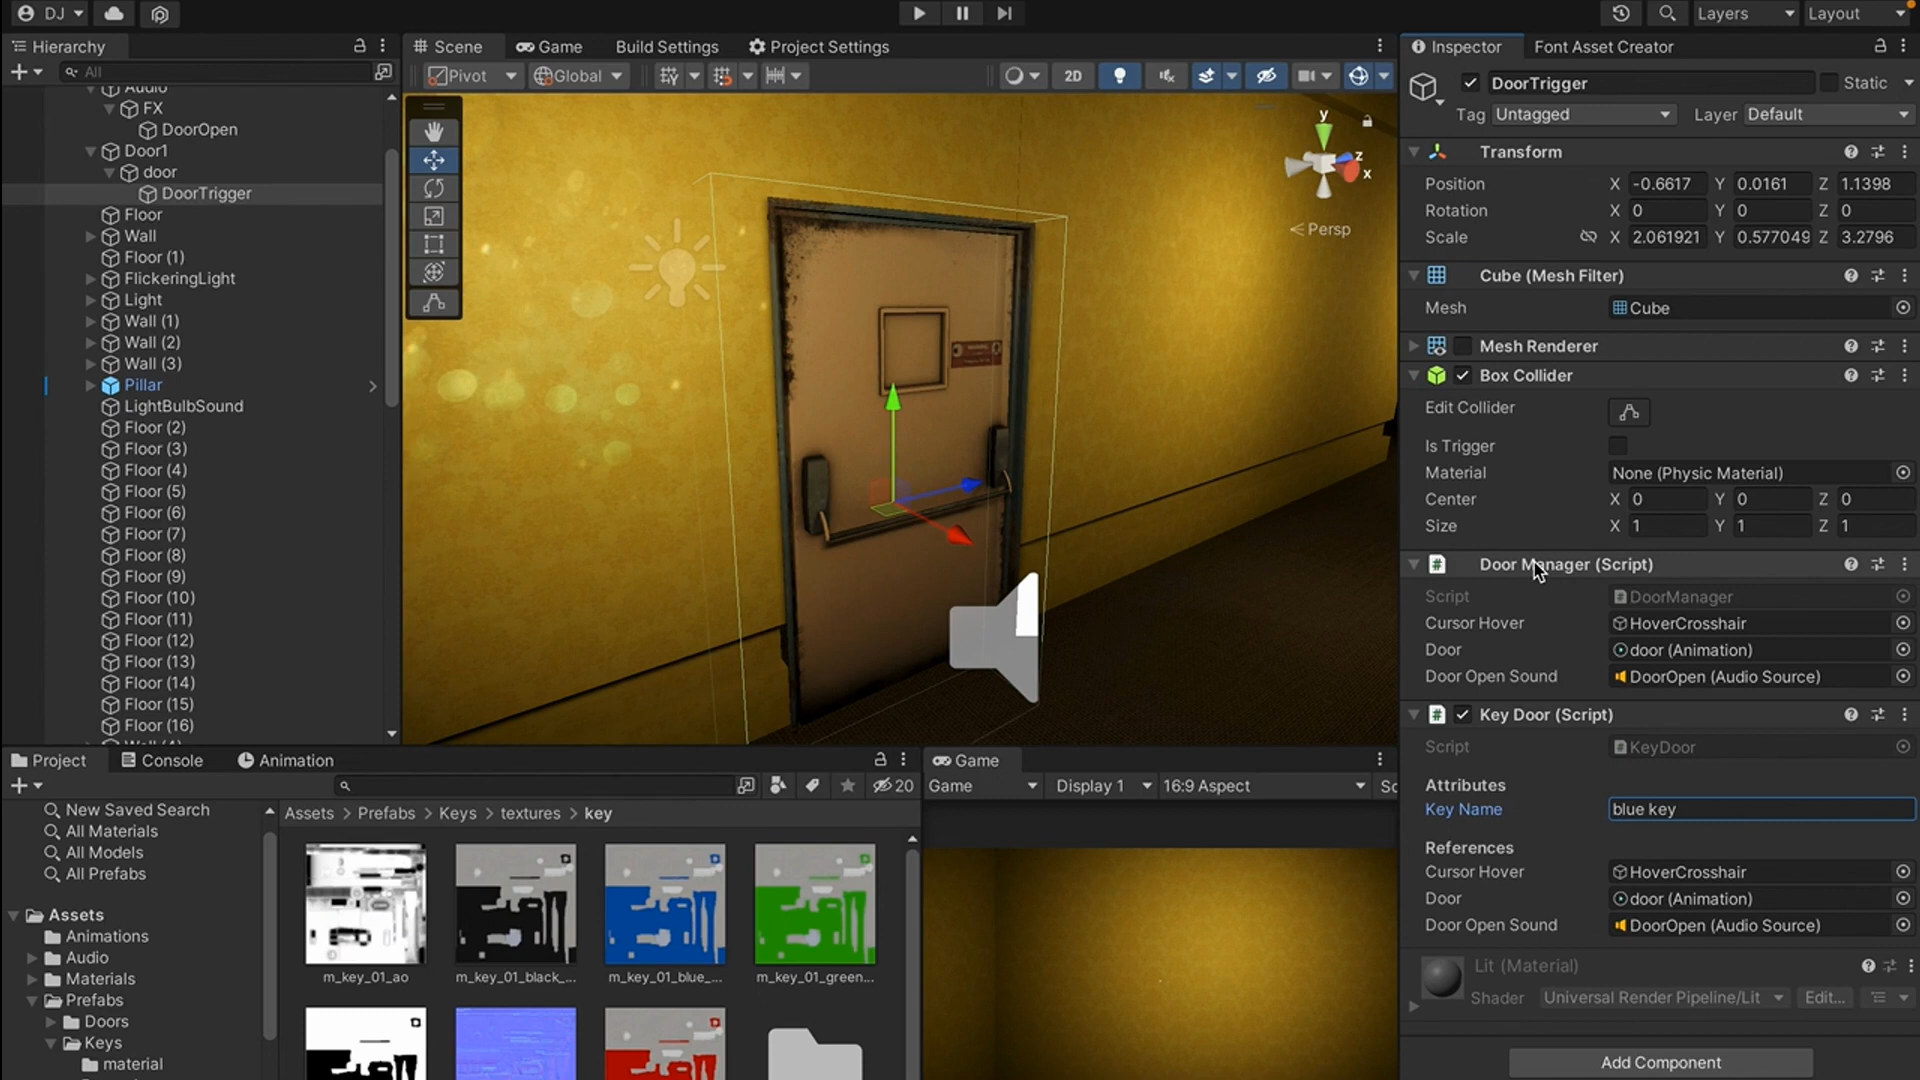 DJ
Layers
Layout
Hierarchy
All
Audio
FX
DoorOpen
Door1
door
DoorTrigger
Floor
Wall
Floor (1)
FlickeringLight
Light
Wall (1)
Wall (2)
Wall (3)
Pillar
LightBulbSound
Floor (2)
Floor (3)
Floor (4)
Floor (5)
Floor (6)
Floor (7)
Floor (8)
Floor (9)
Floor (10)
Floor (11)
Floor (12)
Floor (13)
Floor (14)
Floor (15)
Floor (16)
Scene Game Build Settings Project Settings
Pivot Global 2D
y
z
x
Persp
Inspector Font Asset Creator
DoorTrigger Static
Tag Untagged Layer Default
Transform
Position X -0.6617 Y 0.0161 Z 1.1398
Rotation X 0 Y 0 Z 0
Scale X 2.061921 Y 0.577049 Z 3.2796
Cube (Mesh Filter)
Mesh Cube
Mesh Renderer
Box Collider
Edit Collider
Is Trigger
Material None (Physic Material)
Center X 0 Y 0 Z 0
Size X 1 Y 1 Z 1
Door Manager (Script)
Script DoorManager
Cursor Hover HoverCrosshair
Door door (Animation)
Door Open Sound DoorOpen (Audio Source)
Key Door (Script)
Script KeyDoor
Attributes
Key Name blue key
References
Cursor Hover HoverCrosshair
Door door (Animation)
Door Open Sound DoorOpen (Audio Source)
Lit (Material)
Shader Universal Render Pipeline/Lit Edit...
Add Component
Project Console Animation
20
New Saved Search
All Materials
All Models
All Prefabs
Assets
Animations
Audio
Materials
Prefabs
Doors
Keys
material
Assets > Prefabs > Keys > textures > key
m_key_01_ao m_key_01_black_... m_key_01_blue_... m_key_01_green...
Game
Game Display 1 16:9 Aspect Sc